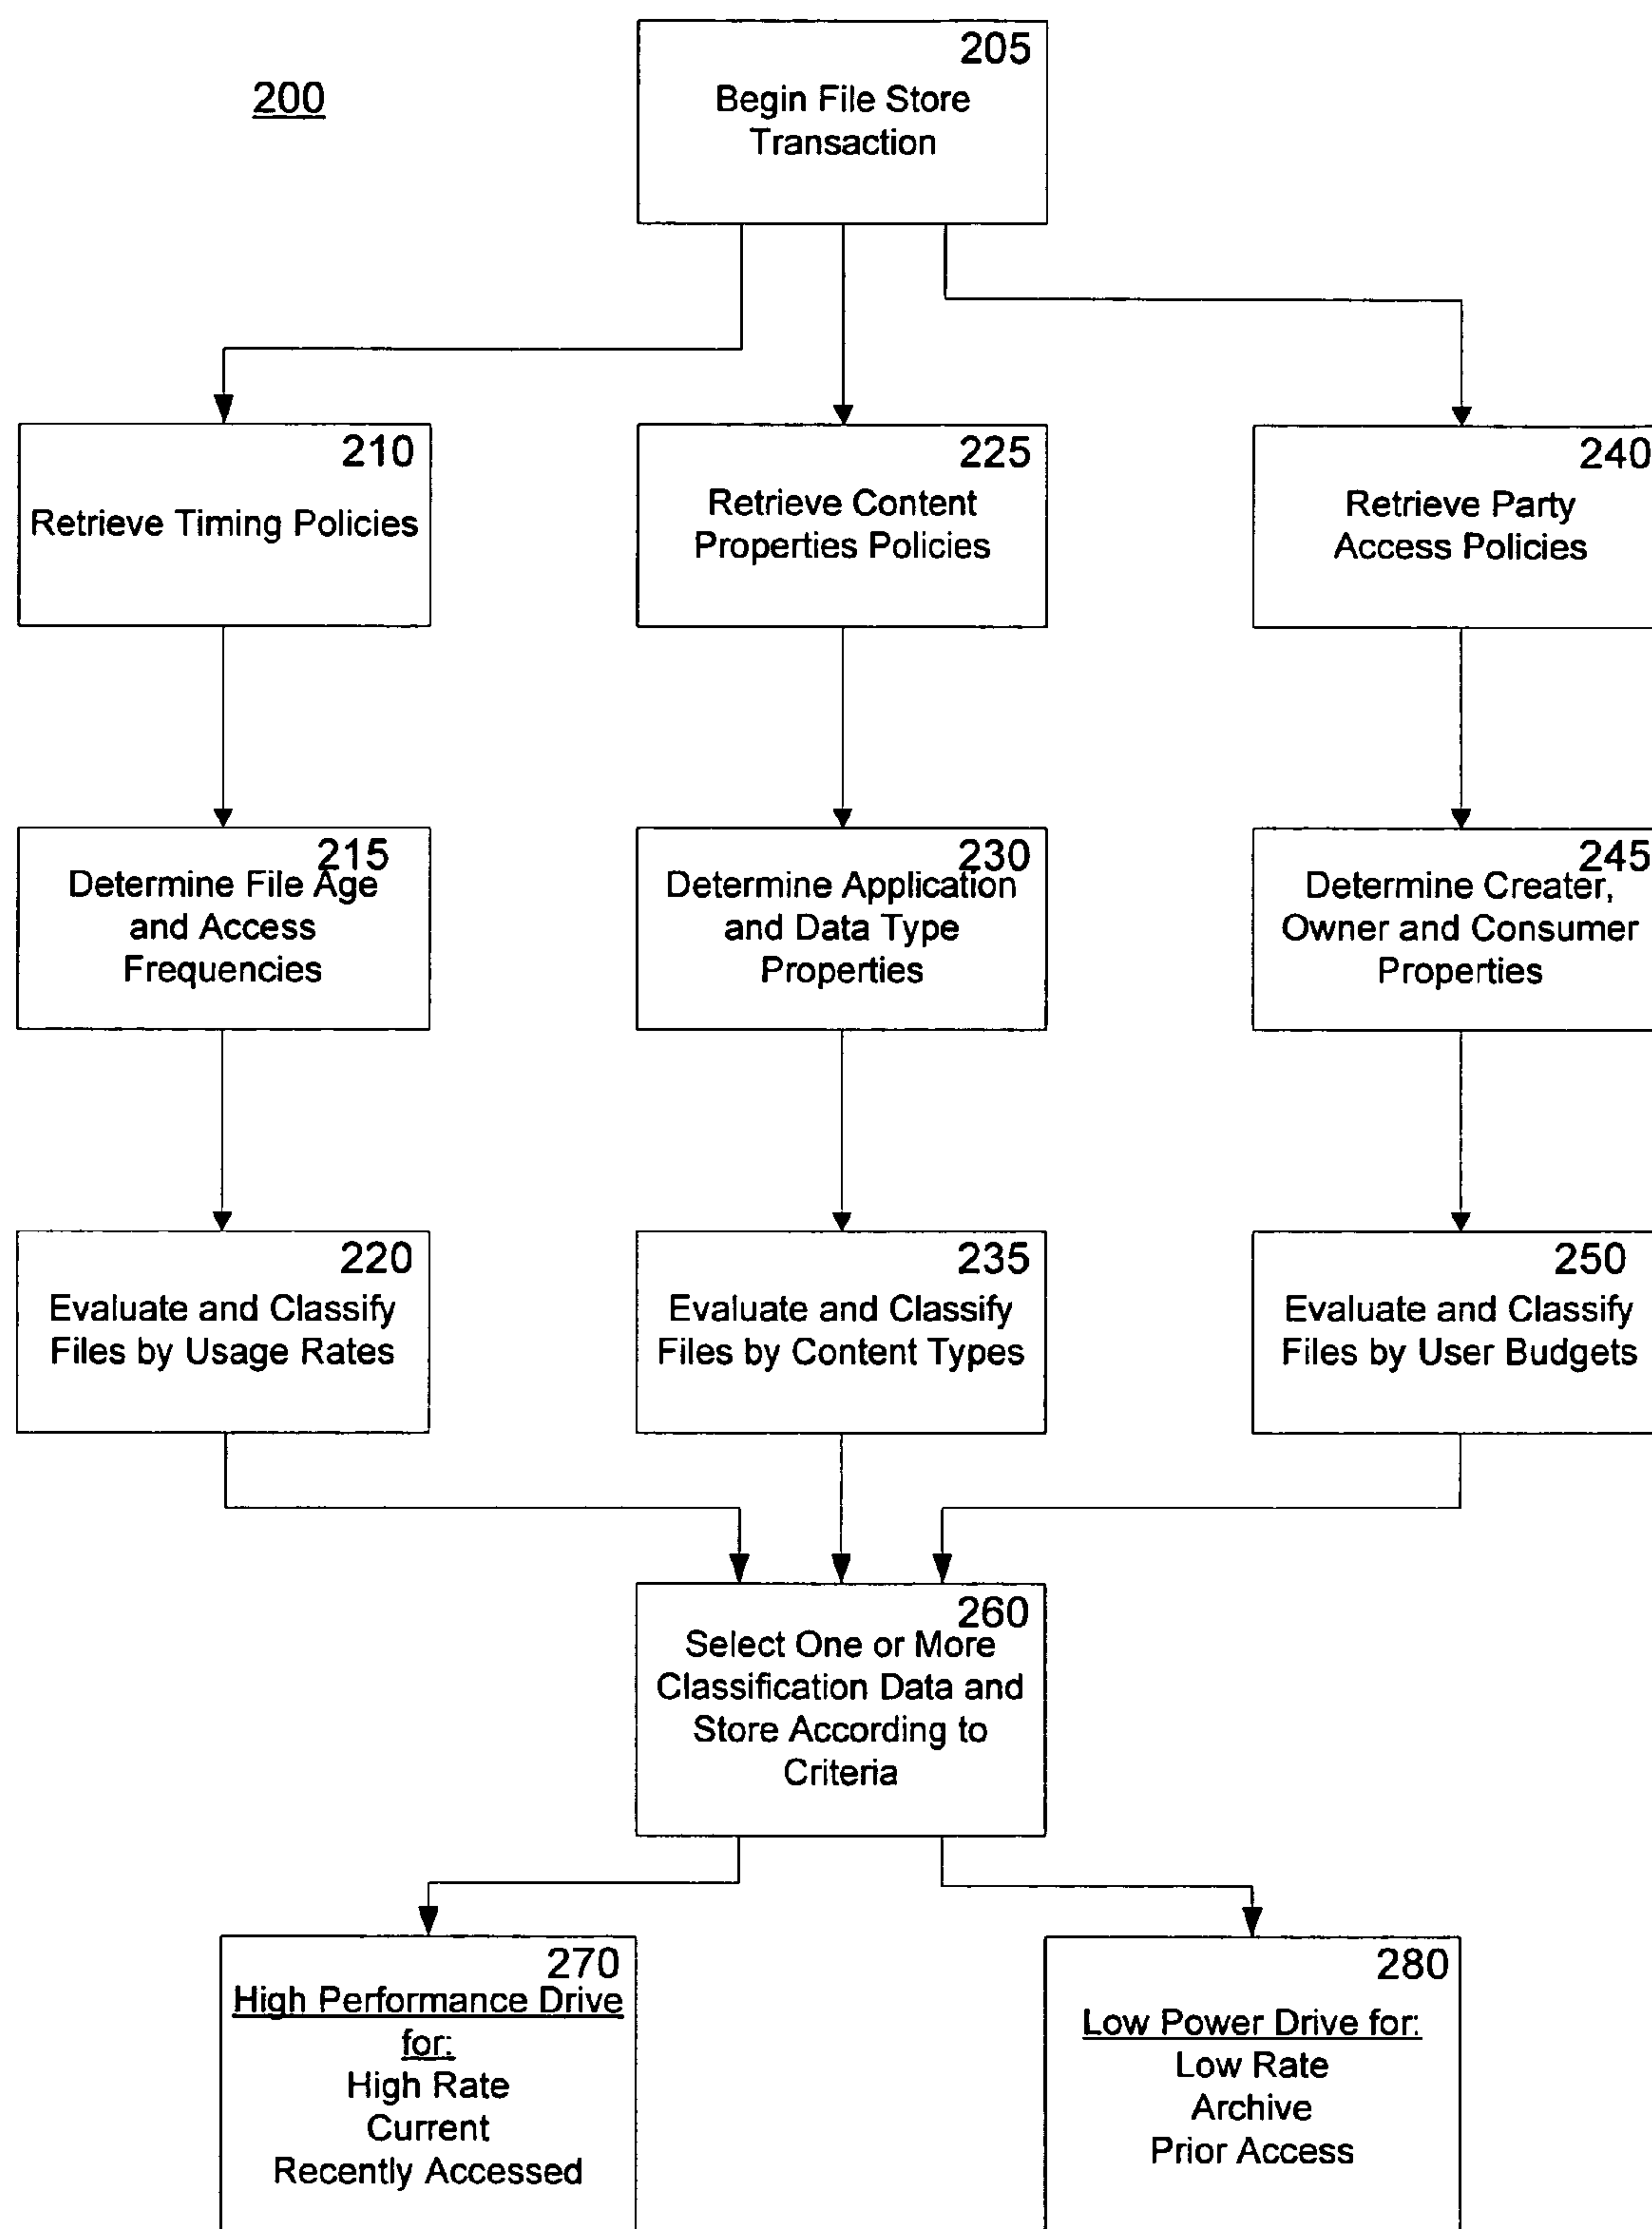 200
205
Begin File Store
Transaction
210
Retrieve Timing Policies
225
Retrieve Content
Properties Policies
240
Retrieve Party
Access Policies
215
Determine File Age
and Access
Frequencies
230
Determine Application
and Data Type
Properties
245
Determine Creater,
Owner and Consumer
Properties
220
Evaluate and Classify
Files by Usage Rates
235
Evaluate and Classify
Files by Content Types
250
Evaluate and Classify
Files by User Budgets
260
Select One or More
Classification Data and
Store According to
Criteria
270
High Performance Drive
for:
High Rate
Current
Recently Accessed
280
Low Power Drive for:
Low Rate
Archive
Prior Access